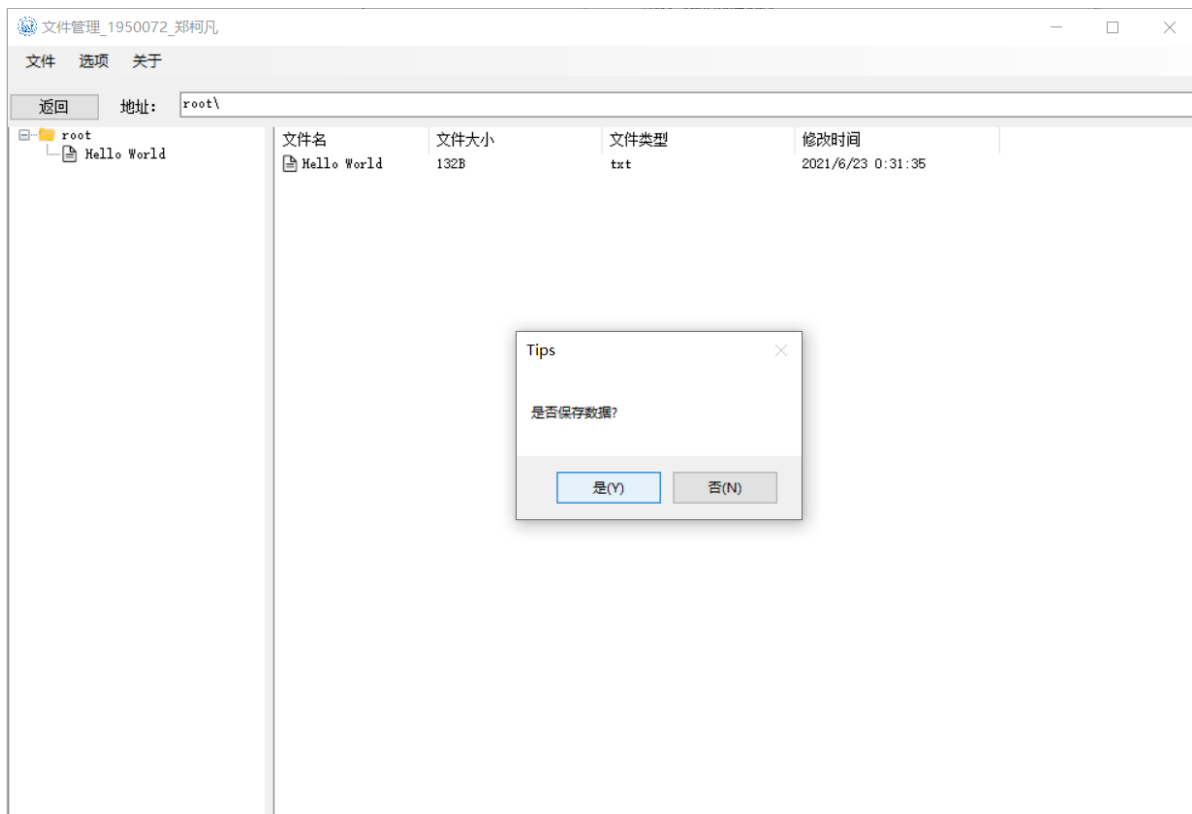 文件管理_1950072_郑柯凡
文件 选项 关于
返回 地址: root\
root
Hello World
文件名 文件大小 文件类型 修改时间
Hello World 132B txt 2021/6/23 0:31:35
Tips
是否保存数据?
是(Y) 否(N)